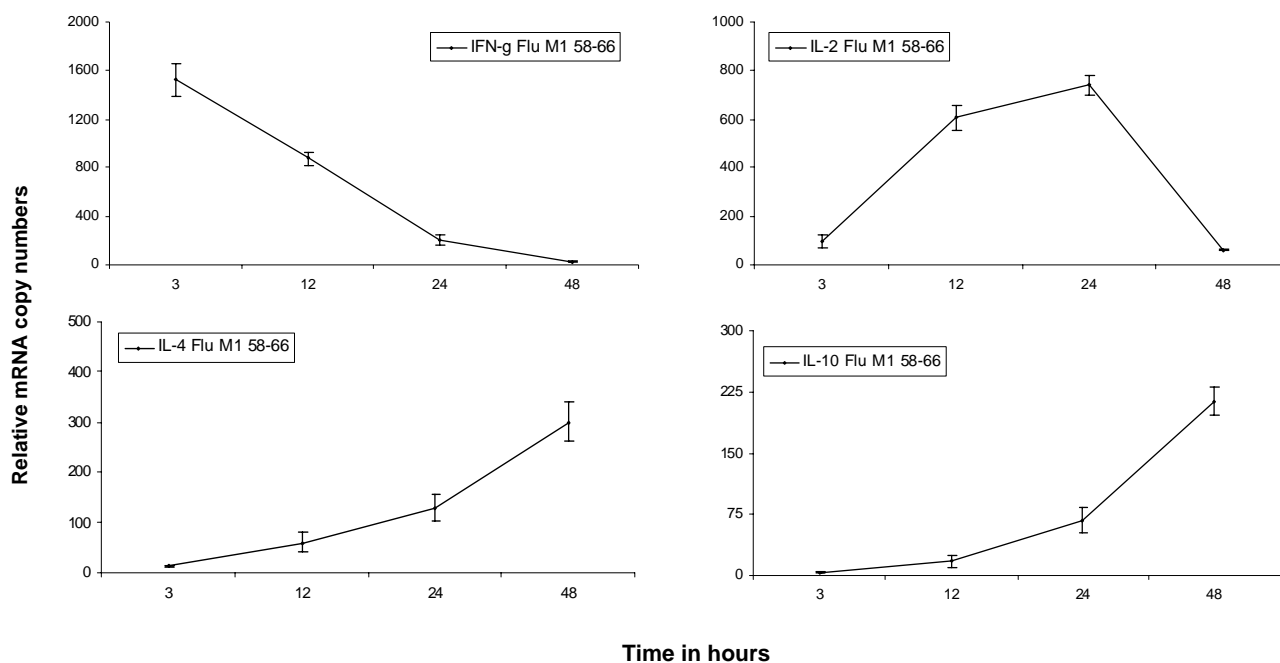 2000
1600
1200
800
400
0
3 12 24 48
IFN-g Flu M1 58-66
1000
800
600
400
200
0
3 12 24 48
IL-2 Flu M1 58-66
Relative mRNA copy numbers
500
400
300
200
100
0
3 12 24 48
IL-4 Flu M1 58-66
300
225
150
75
0
3 12 24 48
IL-10 Flu M1 58-66
Time in hours